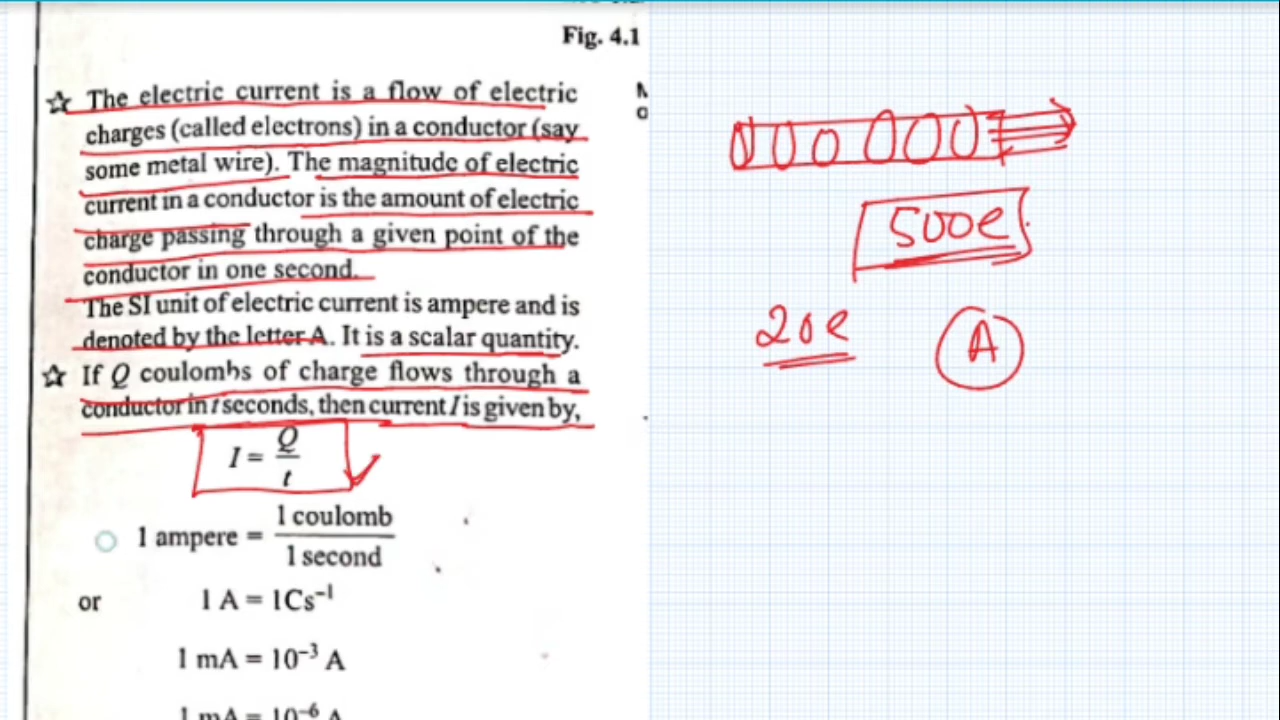 Fig. 4.1
☆ The electric current is a flow of electric
charges (called electrons) in a conductor (say
some metal wire). The magnitude of electric
current in a conductor is the amount of electric
charge passing through a given point of the
conductor in one second.
The SI unit of electric current is ampere and is
denoted by the letter A. It is a scalar quantity.
☆ If Q coulombs of charge flows through a
conductor in t seconds, then current I is given by,
I = Q/t
1 ampere = 1 coulomb / 1 second
or 1 A = 1Cs⁻¹
1 mA = 10⁻³ A
1 mA = 10⁻⁶ A
500e
20e
A